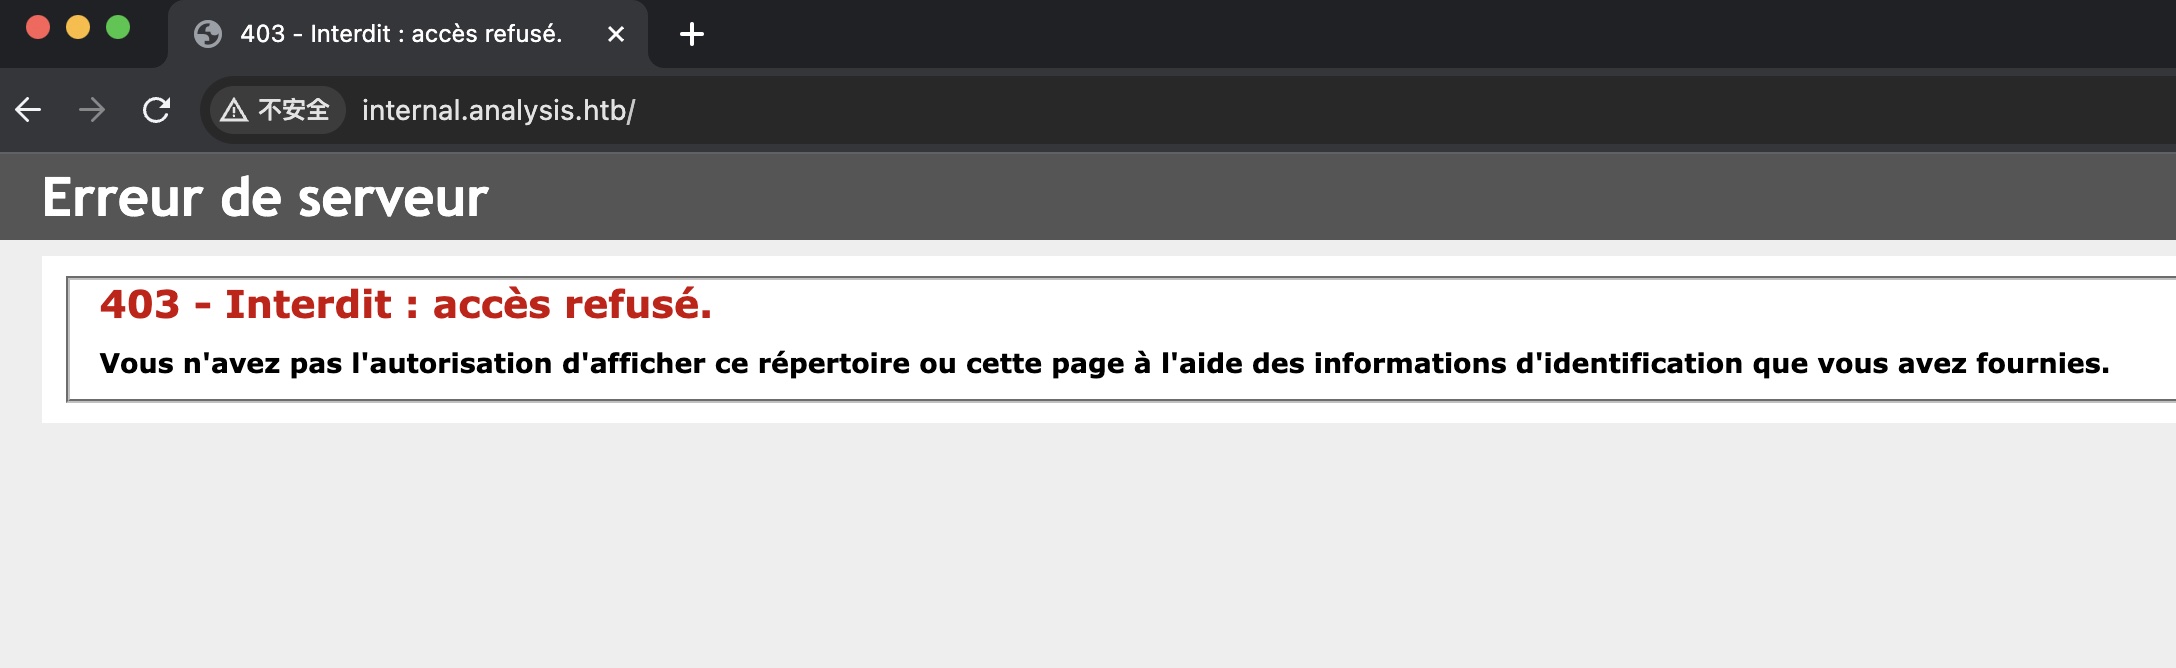 403 - Interdit : accès refusé.
不安全 internal.analysis.htb/
Erreur de serveur
403 - Interdit : accès refusé.
Vous n'avez pas l'autorisation d'afficher ce répertoire ou cette page à l'aide des informations d'identification que vous avez fournies.